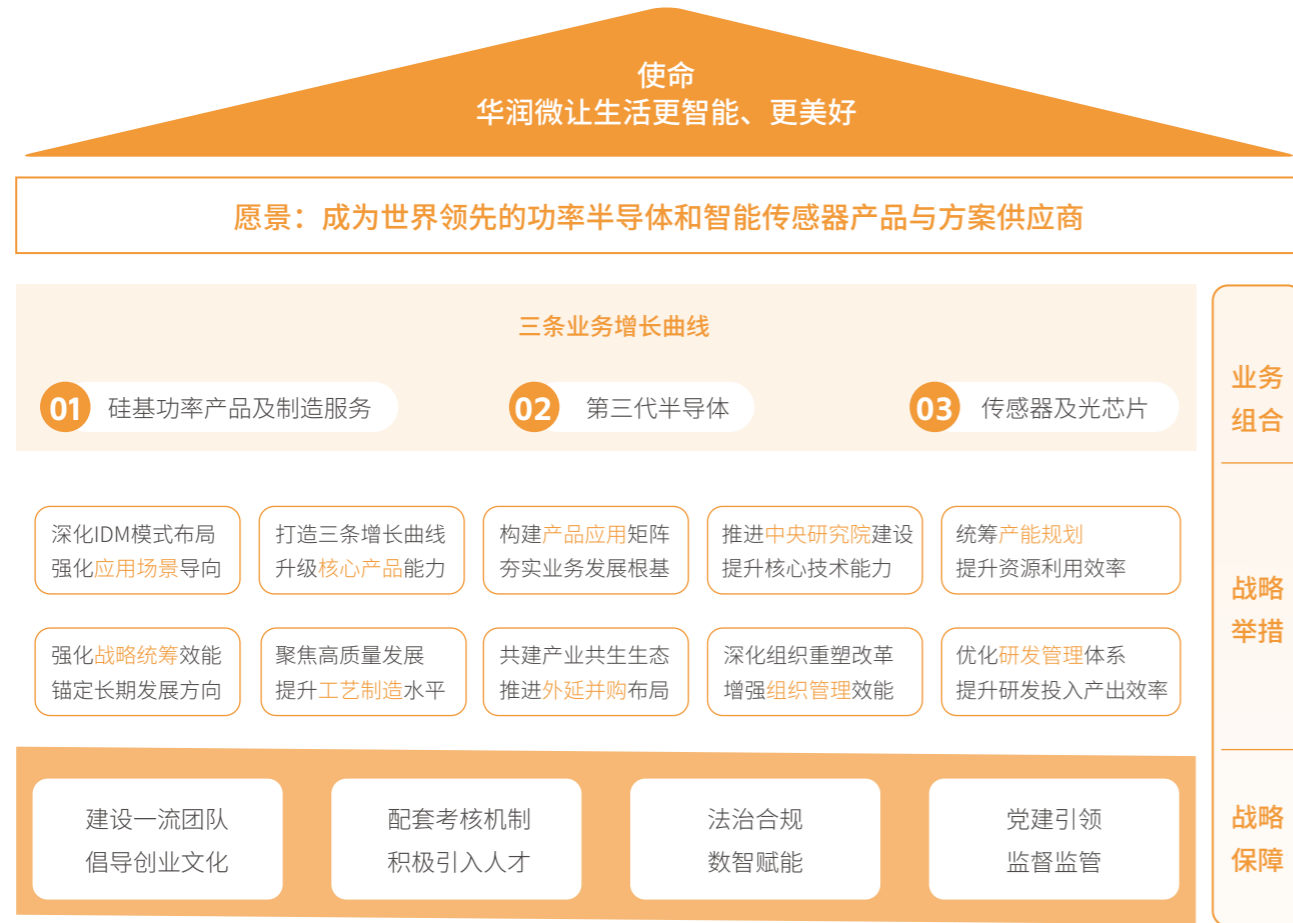 使命
华润微让生活更智能、更美好
愿景：成为世界领先的功率半导体和智能传感器产品与方案供应商
三条业务增长曲线
01 硅基功率产品及制造服务
02 第三代半导体
03 传感器及光芯片
业务
组合
深化IDM模式布局
强化应用场景导向
打造三条增长曲线
升级核心产品能力
构建产品应用矩阵
夯实业务发展根基
推进中央研究院建设
提升核心技术能力
统筹产能规划
提升资源利用效率
强化战略统筹效能
锚定长期发展方向
聚焦高质量发展
提升工艺制造水平
共建产业共生生态
推进外延并购布局
深化组织重塑改革
增强组织管理效能
优化研发管理体系
提升研发投入产出效率
战略
举措
建设一流团队
倡导创业文化
配套考核机制
积极引入人才
法治合规
数智赋能
党建引领
监督监管
战略
保障